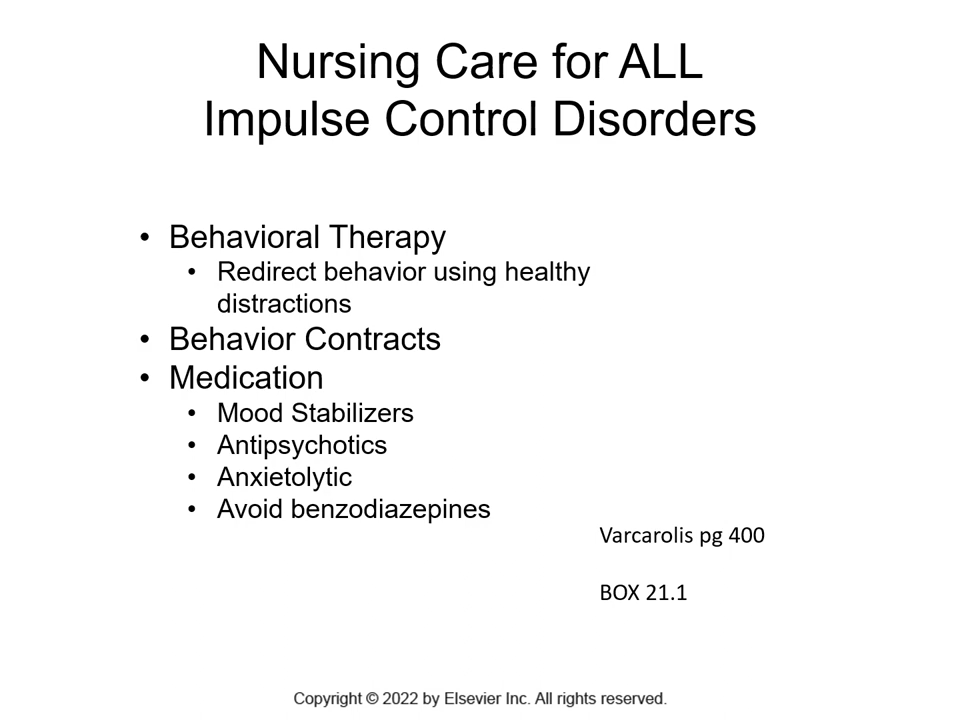 Nursing Care for ALL
Impulse Control Disorders
• Behavioral Therapy
• Redirect behavior using healthy
distractions
• Behavior Contracts
• Medication
• Mood Stabilizers
• Antipsychotics
• Anxietolytic
• Avoid benzodiazepines
Varcarolis pg 400
BOX 21.1
Copyright © 2022 by Elsevier Inc. All rights reserved.